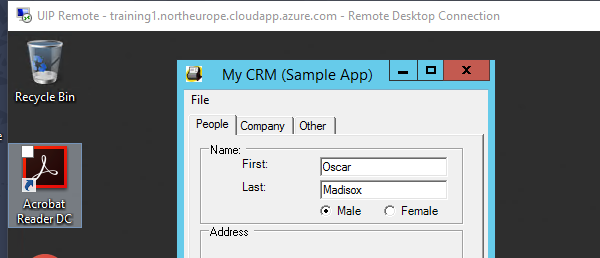 UIP Remote - training1.northeurope.cloudapp.azure.com - Remote Desktop Connection
Recycle Bin
My CRM (Sample App)
File
People Company Other
Name:
First: Oscar
Last: Madisox
Male Female
Address
Acrobat
Reader DC